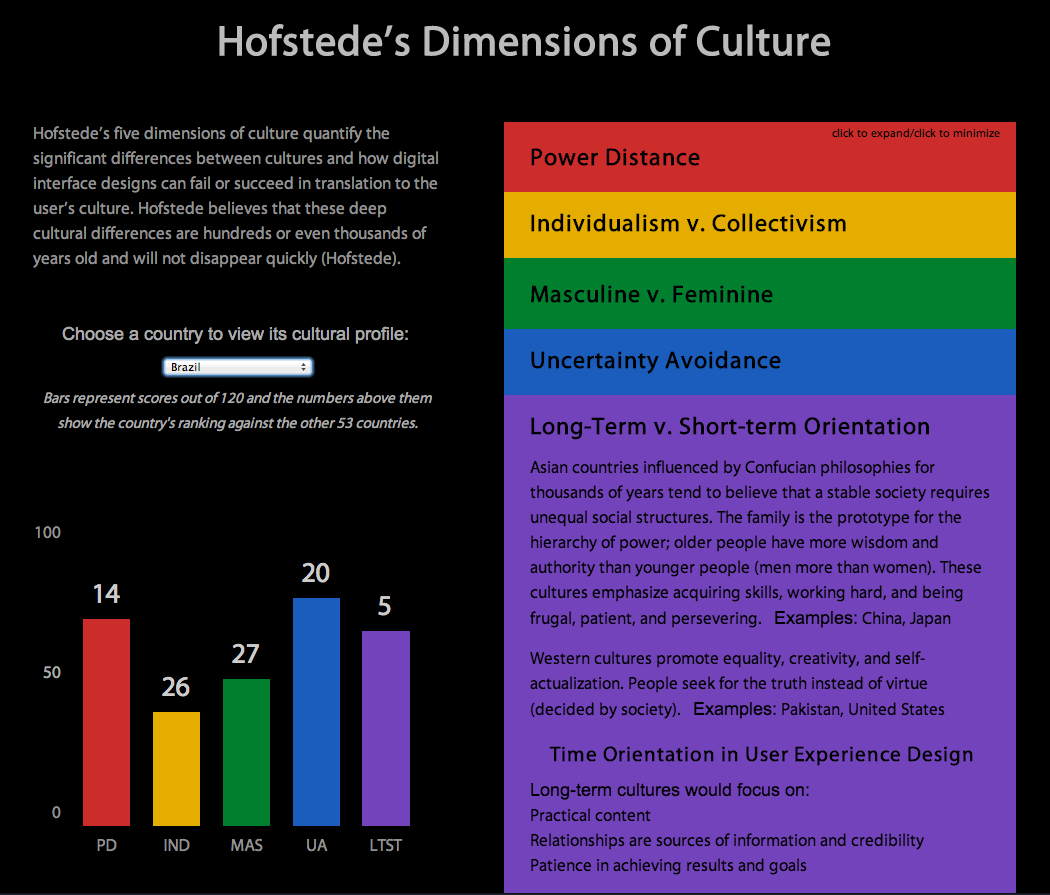 Hofstede’s Dimensions of Culture
Hofstede’s five dimensions of culture quantify the
significant differences between cultures and how digital
interface designs can fail or succeed in translation to the
user’s culture. Hofstede believes that these deep
cultural differences are hundreds or even thousands of
years old and will not disappear quickly (Hofstede).
Choose a country to view its cultural profile:
Brazil
Bars represent scores out of 120 and the numbers above them
show the country's ranking against the other 53 countries.
100
50
0
14
26
27
20
5
PD
IND
MAS
UA
LTST
click to expand/click to minimize
Power Distance
Individualism v. Collectivism
Masculine v. Feminine
Uncertainty Avoidance
Long-Term v. Short-term Orientation
Asian countries influenced by Confucian philosophies for
thousands of years tend to believe that a stable society requires
unequal social structures. The family is the prototype for the
hierarchy of power; older people have more wisdom and
authority than younger people (men more than women). These
cultures emphasize acquiring skills, working hard, and being
frugal, patient, and persevering. Examples: China, Japan
Western cultures promote equality, creativity, and self-
actualization. People seek for the truth instead of virtue
(decided by society). Examples: Pakistan, United States
Time Orientation in User Experience Design
Long-term cultures would focus on:
Practical content
Relationships are sources of information and credibility
Patience in achieving results and goals